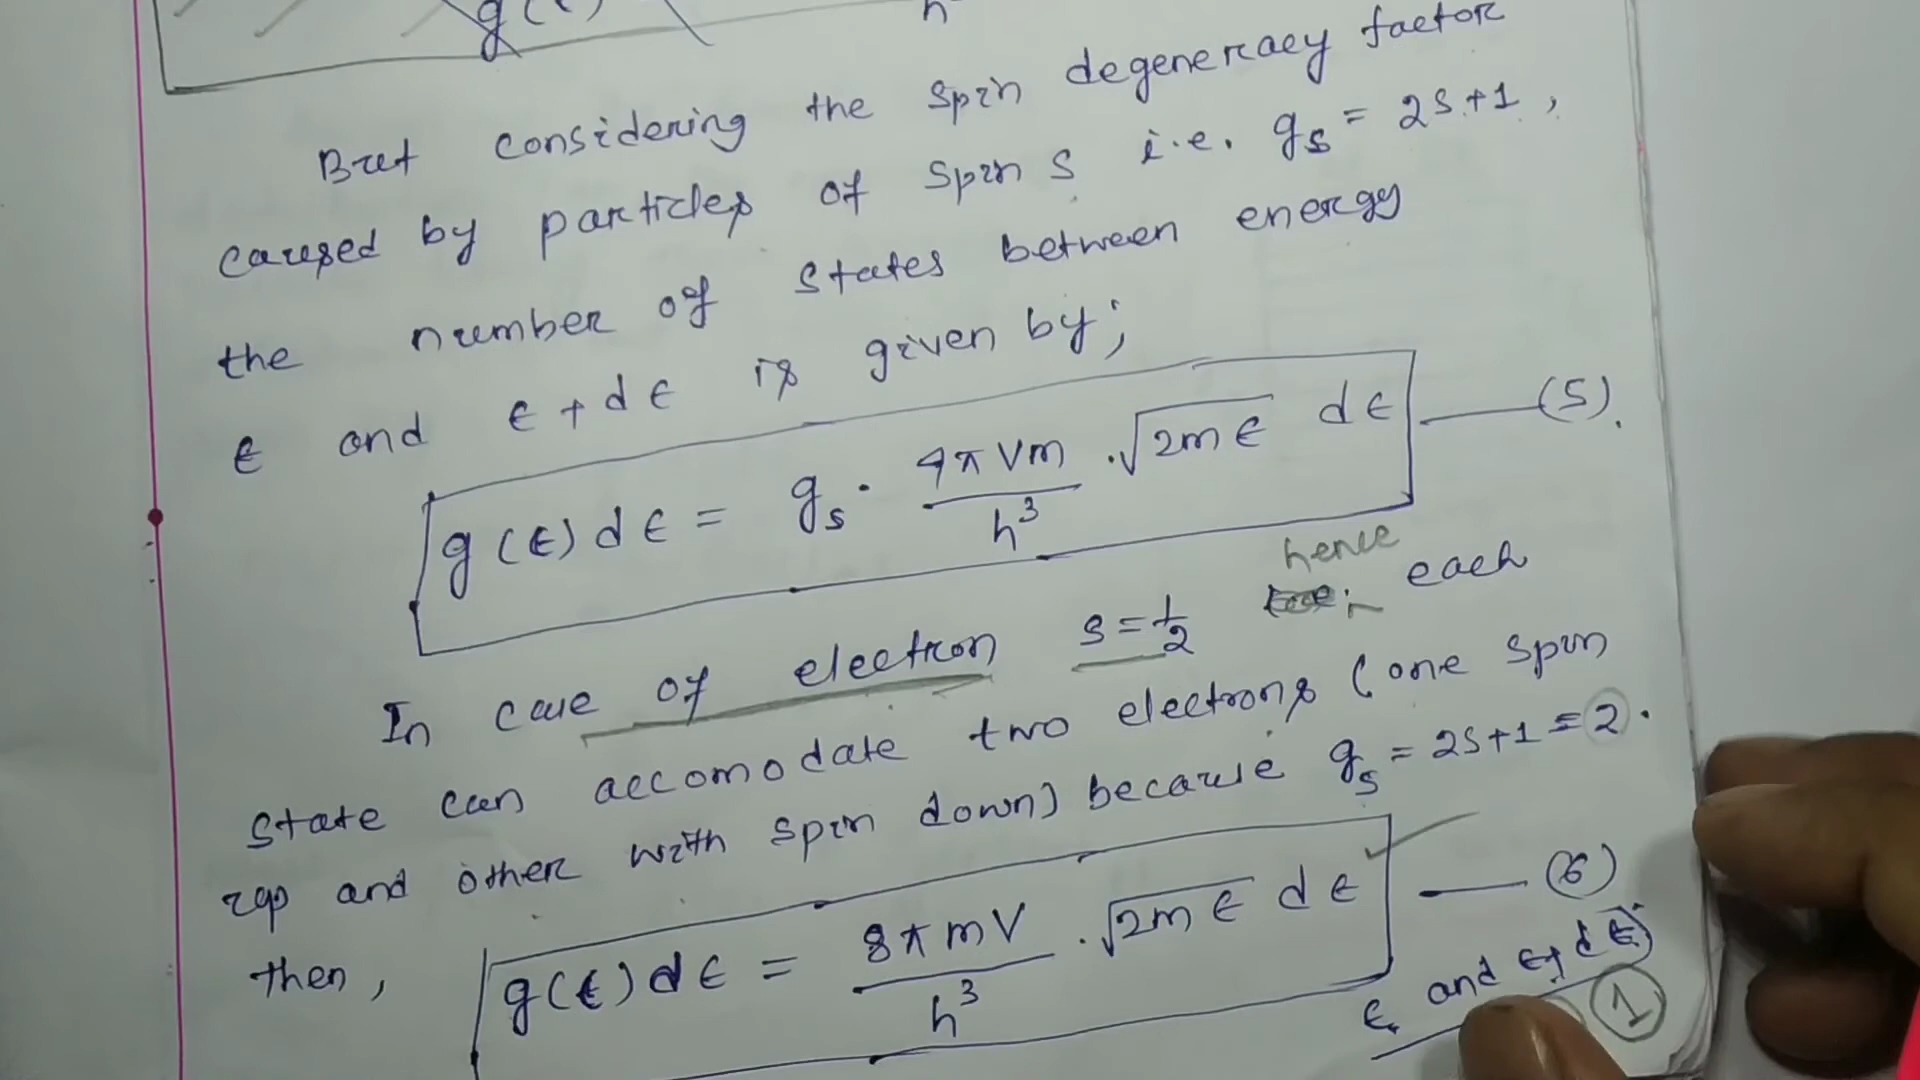 But considering the spin degeneracy factor
caused by particles of spin s i.e. gₛ = 2s+1,
the number of states between energy
ϵ and ϵ + dϵ is given by;
g(ϵ)dϵ = gₛ · 4πVm/h³ · √2mϵ dϵ —— (5).
hence
In case of electron s = 1/2 each
state can accomodate two electrons (one spin
up and other with spin down) because gₛ = 2s+1 = 2.
then, g(ϵ)dϵ = 8πmV/h³ · √2mϵ dϵ —— (6)
ϵ and ϵ+dϵ)
1